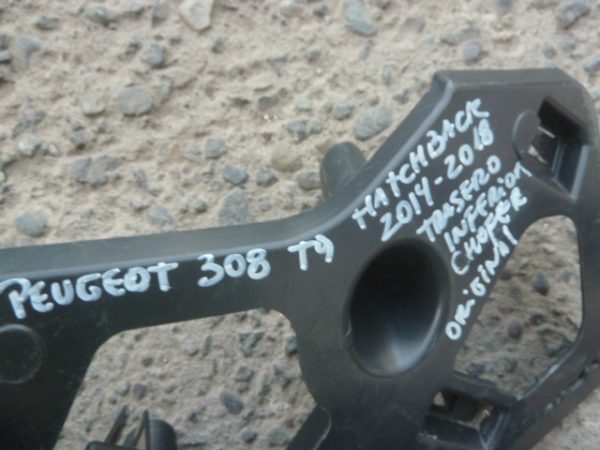 PEUGEOT 308 T9 HATCHBACK
2014-2018
TRASERO
INFERIOR
CHOFER
ORIGINAL